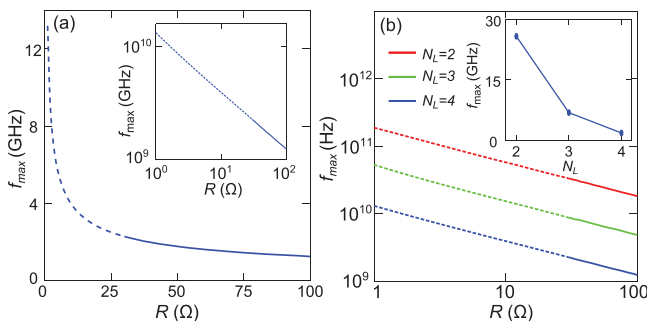 (a)
f_max (GHz)
12
8
4
2
0
0
25
50
75
100
R (Ω)
f_max (GHz)
10^10
10^9
10^0
10^1
10^2
R (Ω)
(b)
f_max (Hz)
10^12
10^11
10^10
10^9
1
10
100
R (Ω)
N_L=2
N_L=3
N_L=4
f_max (GHz)
30
15
0
2
3
4
N_L